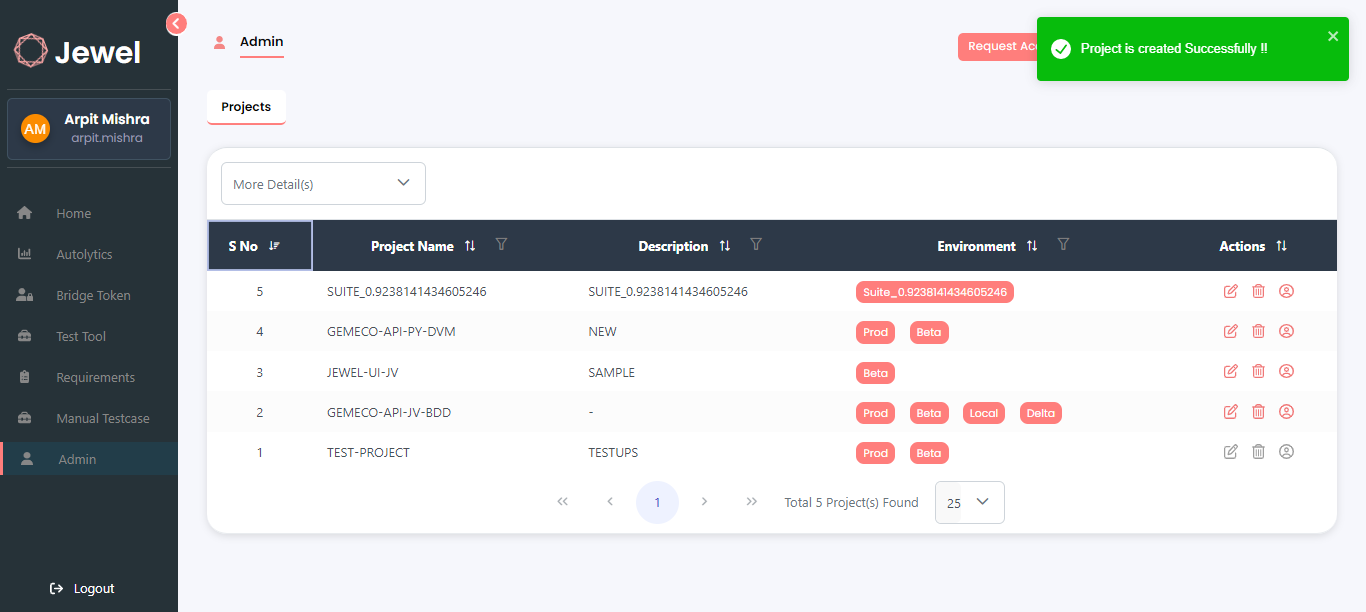 Jewel
AM
Arpit Mishra
arpit.mishra
Home
Autolytics
Bridge Token
Test Tool
Requirements
Manual Testcase
Admin
Logout
Admin
Request
Project is created Successfully !!
Projects
More Detail(s)
S No Project Name Description Environment Actions
5 SUITE_0.9238141434605246 SUITE_0.9238141434605246 Suite_0.9238141434605246
4 GEMECO-API-PY-DVM NEW Prod Beta
3 JEWEL-UI-JV SAMPLE Beta
2 GEMECO-API-JV-BDD - Prod Beta Local Delta
1 TEST-PROJECT TESTUPS Prod Beta
1 Total 5 Project(s) Found 25